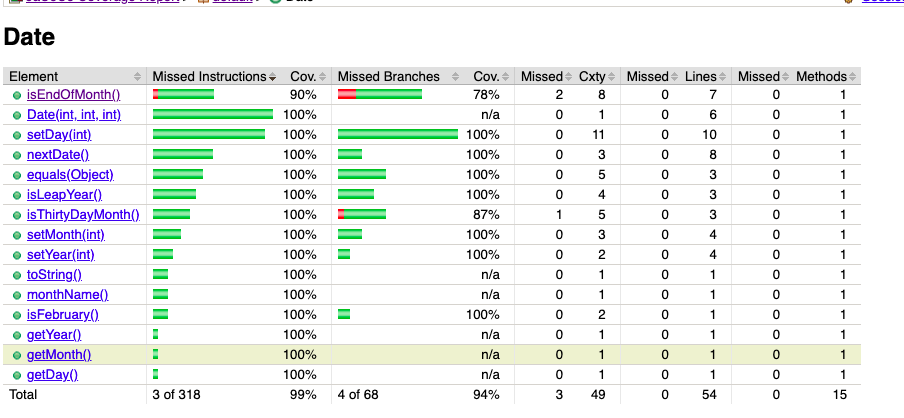 Date
Element Missed Instructions Cov. Missed Branches Cov. Missed Cxty Missed Lines Missed Methods
isEndOfMonth() 90% 78% 2 8 0 7 0 1
Date(int, int, int) 100% n/a 0 1 0 6 0 1
setDay(int) 100% 100% 0 11 0 10 0 1
nextDate() 100% 100% 0 3 0 8 0 1
equals(Object) 100% 100% 0 5 0 3 0 1
isLeapYear() 100% 100% 0 4 0 3 0 1
isThirtyDayMonth() 100% 87% 1 5 0 3 0 1
setMonth(int) 100% 100% 0 3 0 4 0 1
setYear(int) 100% 100% 0 2 0 4 0 1
toString() 100% n/a 0 1 0 1 0 1
monthName() 100% n/a 0 1 0 1 0 1
isFebruary() 100% 100% 0 2 0 1 0 1
getYear() 100% n/a 0 1 0 1 0 1
getMonth() 100% n/a 0 1 0 1 0 1
getDay() 100% n/a 0 1 0 1 0 1
Total 3 of 318 99% 4 of 68 94% 3 49 0 54 0 15